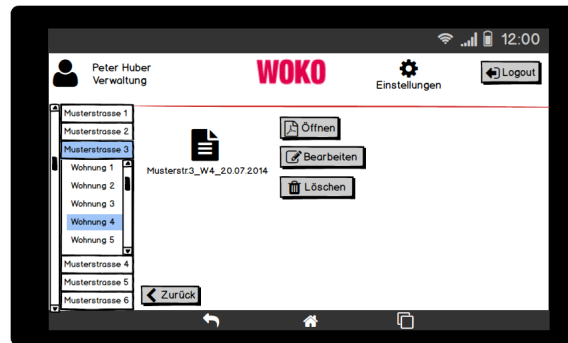 12:00
Peter Huber
Verwaltung
WOKO
Einstellungen
Logout
Musterstrasse 1
Musterstrasse 2
Musterstrasse 3
Wohnung 1
Wohnung 2
Wohnung 3
Wohnung 4
Wohnung 5
Musterstrasse 4
Musterstrasse 5
Musterstrasse 6
Musterstr.3_W4_20.07.2014
Öffnen
Bearbeiten
Löschen
Zurück